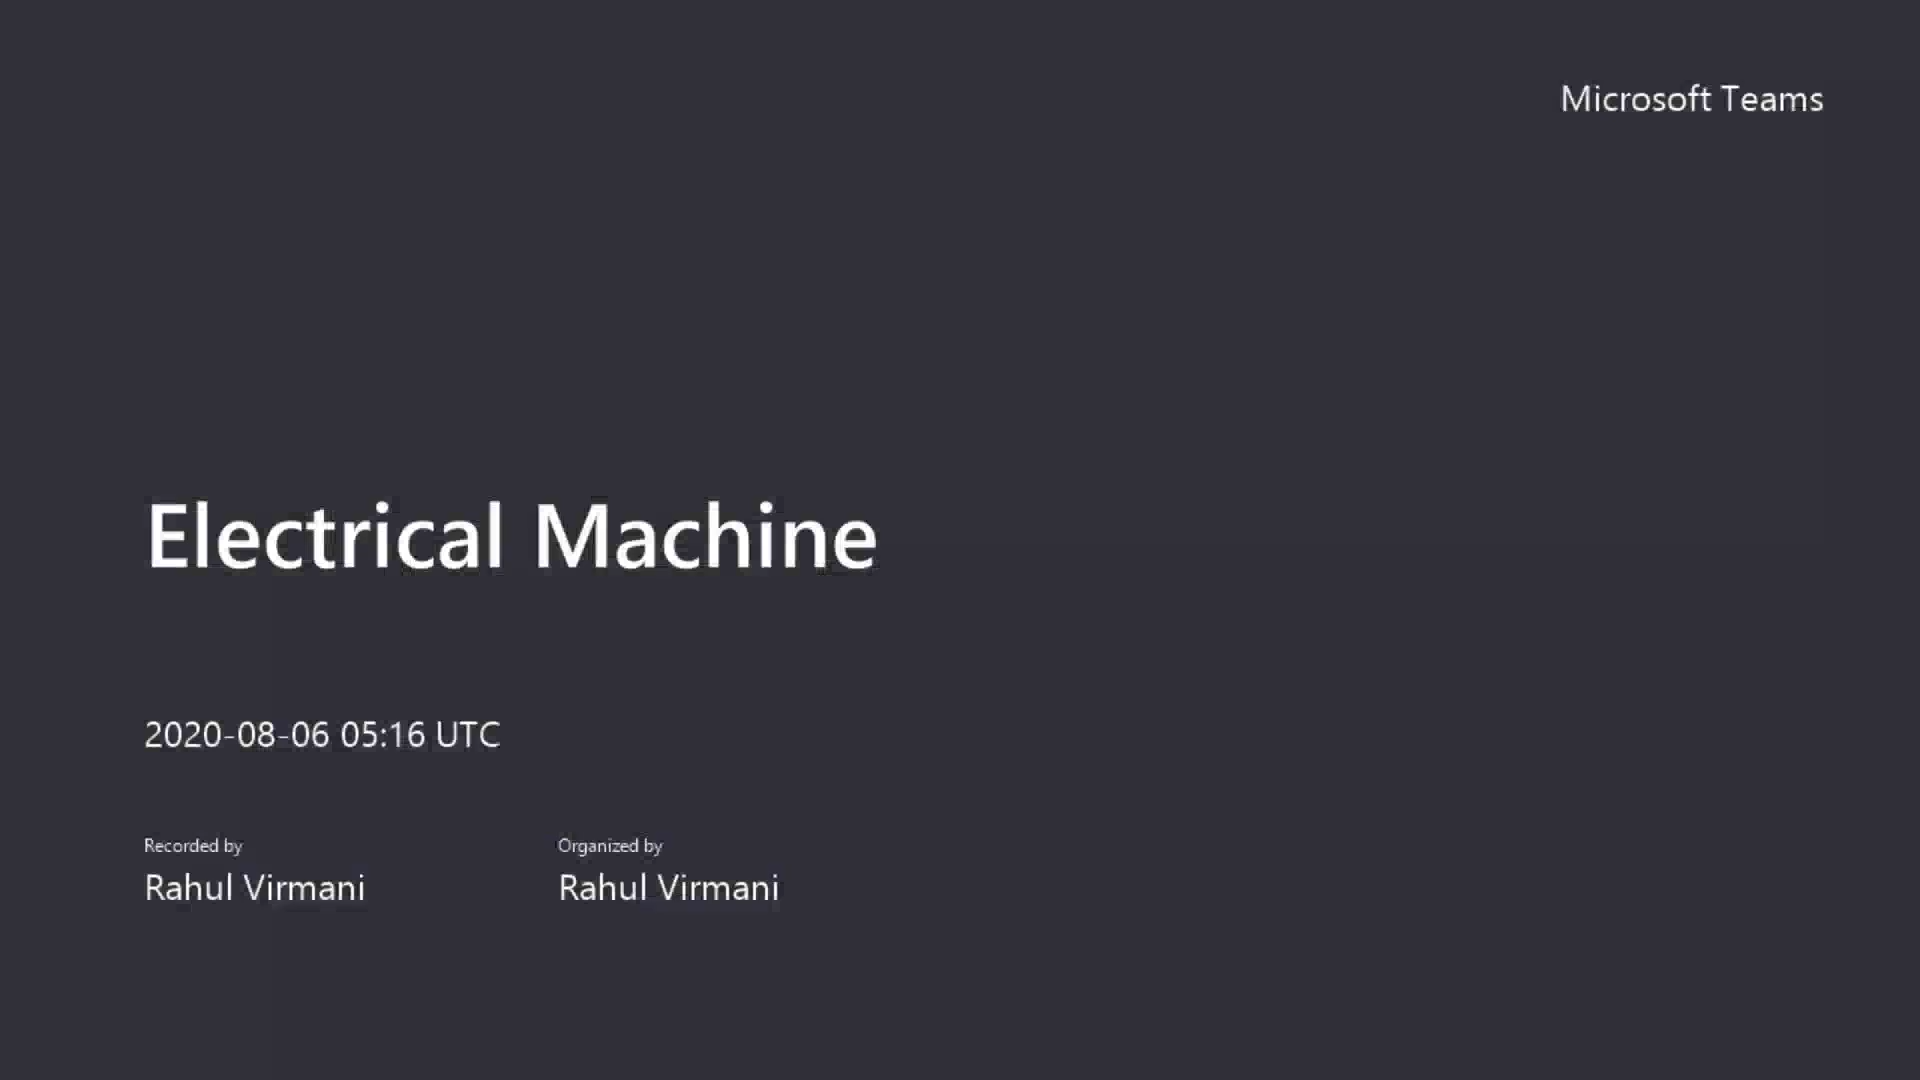 Microsoft Teams
Electrical Machine
2020-08-06 05:16 UTC
Recorded by
Rahul Virmani
Organized by
Rahul Virmani